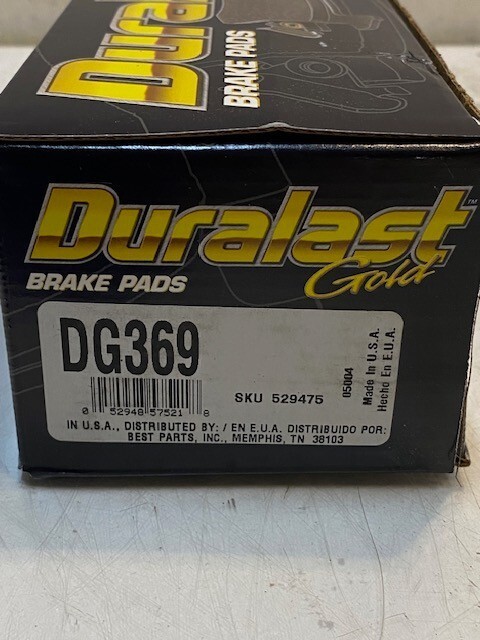 Duralast
BRAKE PADS
Duralast™
Gold
BRAKE PADS
DG369
0 52948 57521 8
SKU 529475
05004
Made In U.S.A.
Hecho En E.U.A.
IN U.S.A., DISTRIBUTED BY: / EN E.U.A. DISTRIBUIDO POR:
BEST PARTS, INC., MEMPHIS, TN 38103